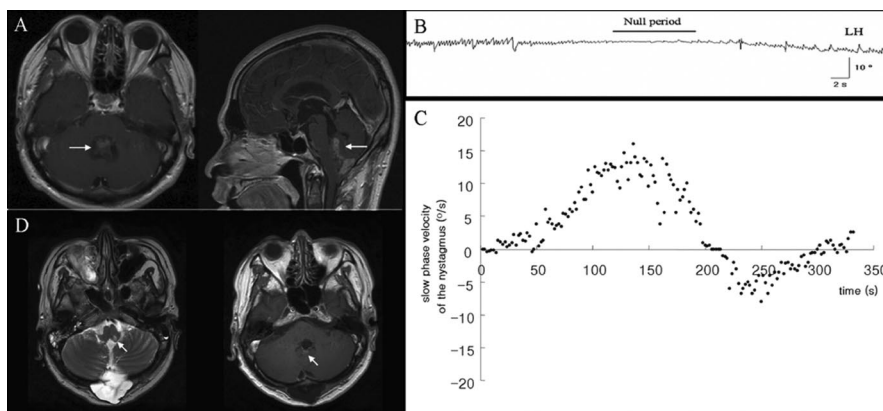 A
B
Null period
LH
10 °
2 s
C
20
15
10
5
0
−5
−10
−15
−20
0
50
100
150
200
250
300
350
slow phase velocity
of the nystagmus (°/s)
time (s)
D